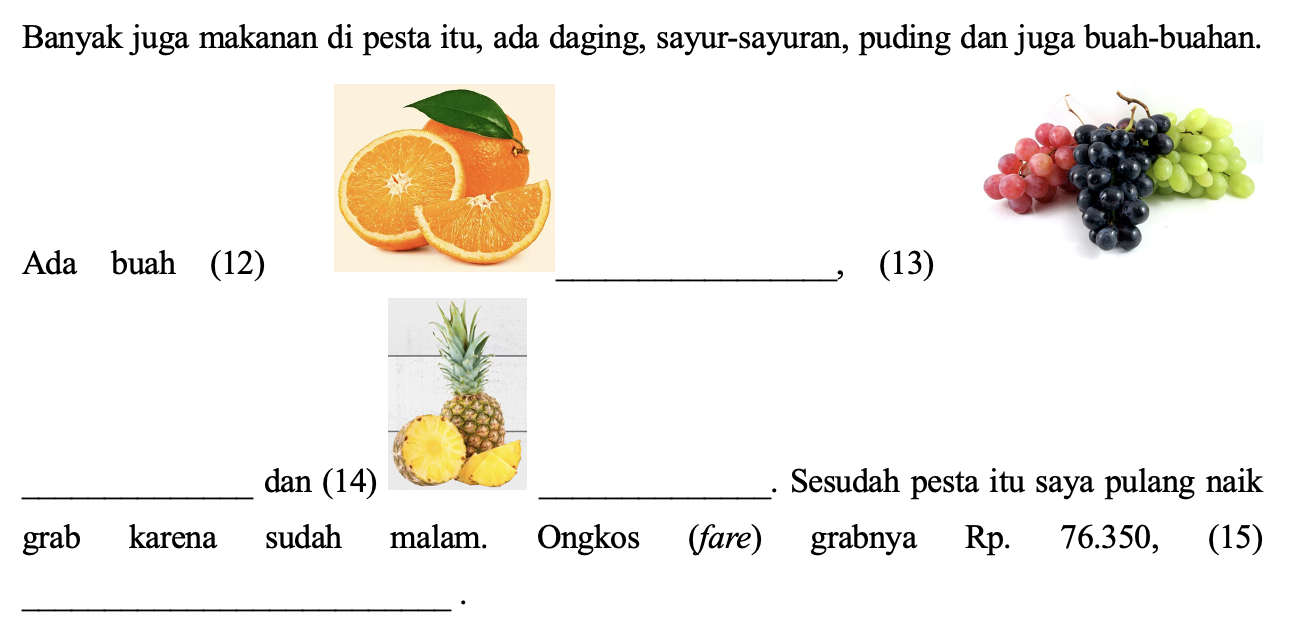 Banyak juga makanan di pesta itu, ada daging, sayur-sayuran, puding dan juga buah-buahan.
Ada buah (12) ________________, (13)
______________ dan (14) ______________. Sesudah pesta itu saya pulang naik
grab karena sudah malam. Ongkos (fare) grabnya Rp. 76.350, (15)
__________________________ .